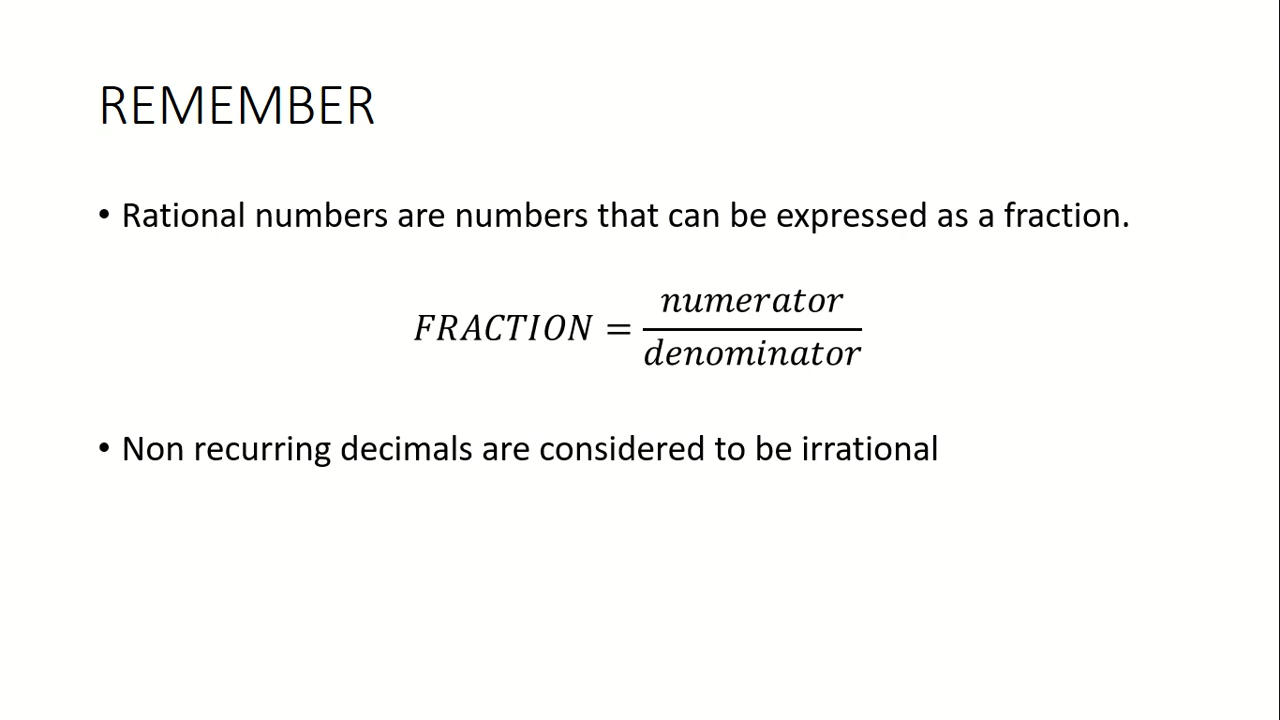 REMEMBER
• Rational numbers are numbers that can be expressed as a fraction.
FRACTION = numerator / denominator
• Non recurring decimals are considered to be irrational